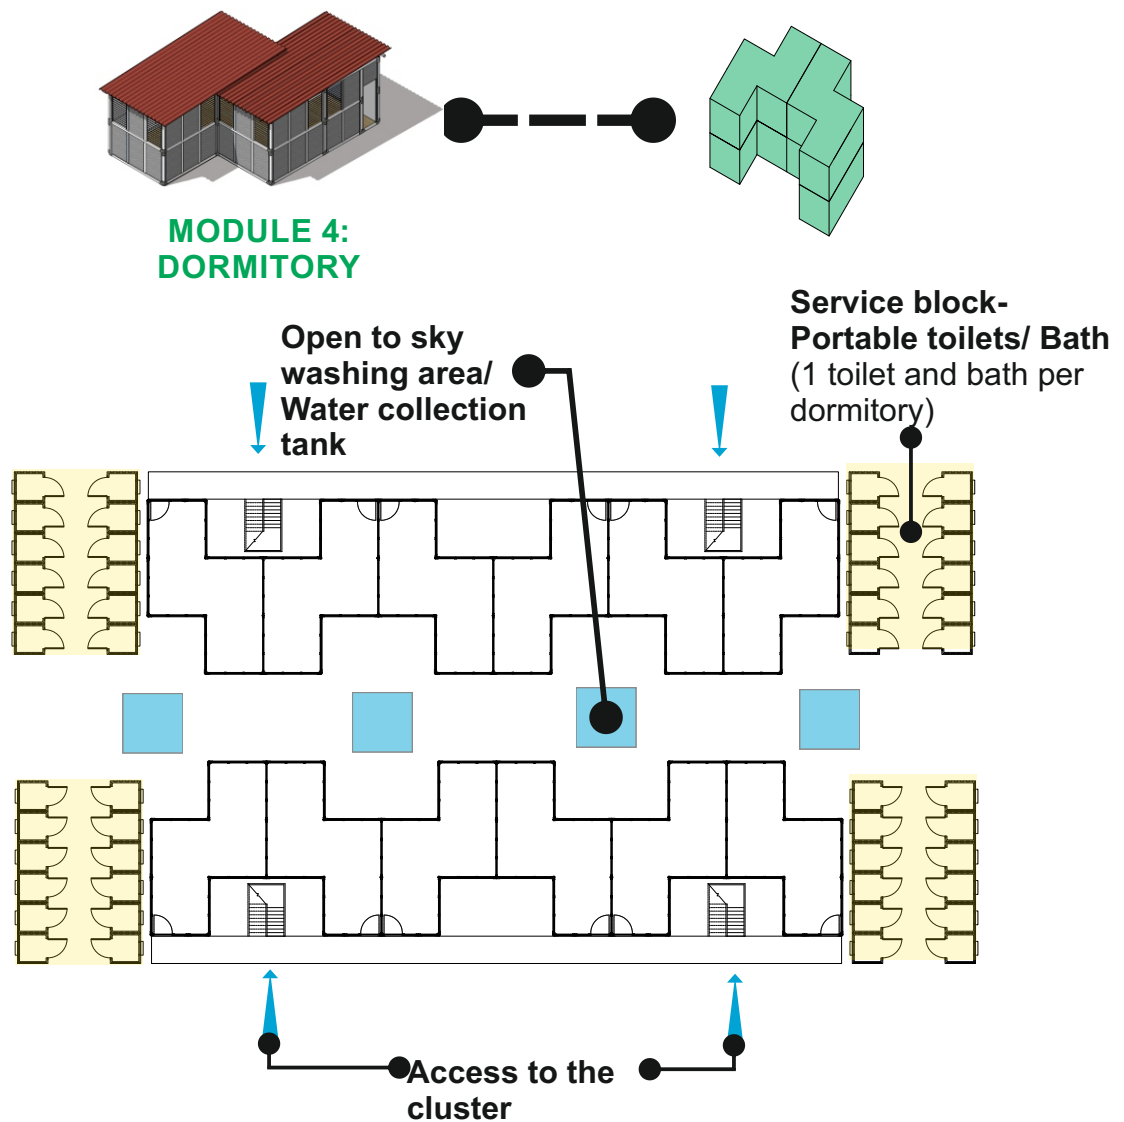 MODULE 4:
DORMITORY
Service block-
Portable toilets/ Bath
(1 toilet and bath per
dormitory)
Open to sky
washing area/
Water collection
tank
Access to the
cluster